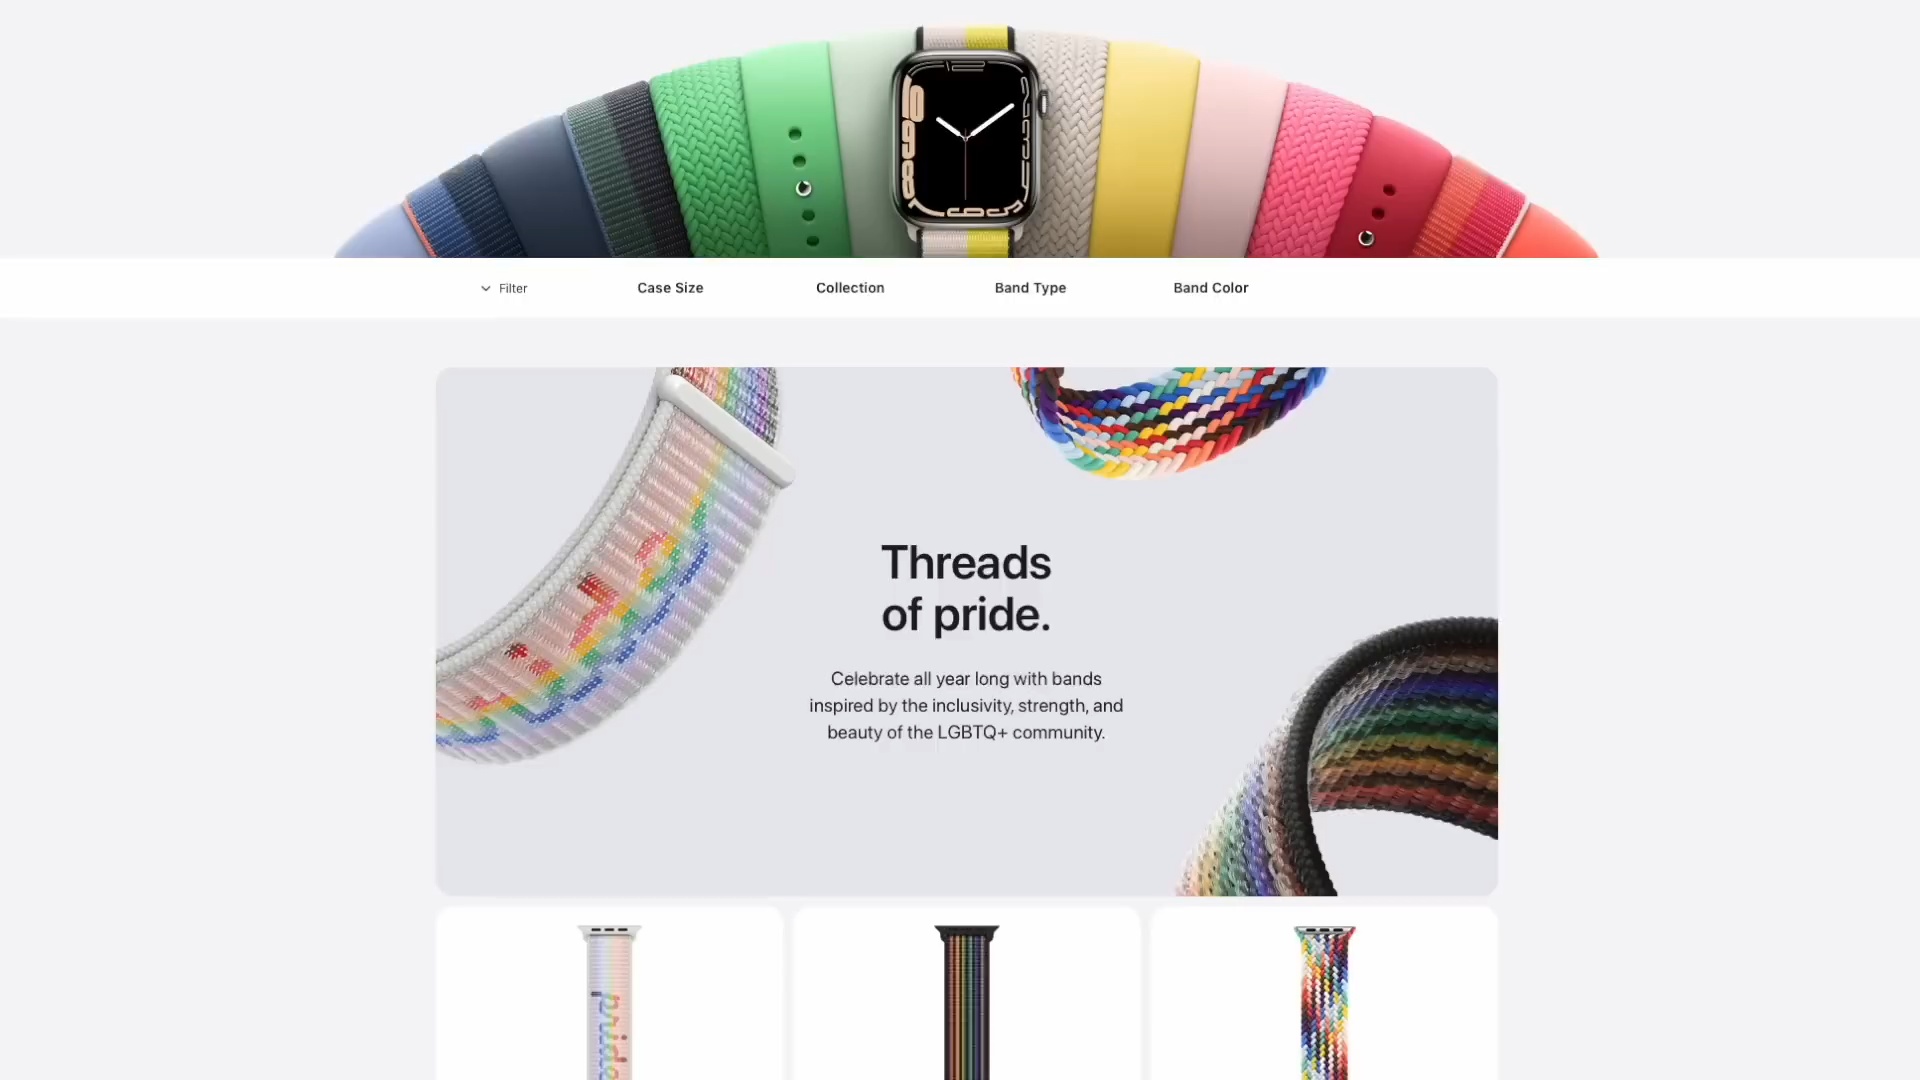 Filter
Case Size
Collection
Band Type
Band Color
Threads
of pride.
Celebrate all year long with bands
inspired by the inclusivity, strength, and
beauty of the LGBTQ+ community.
pride